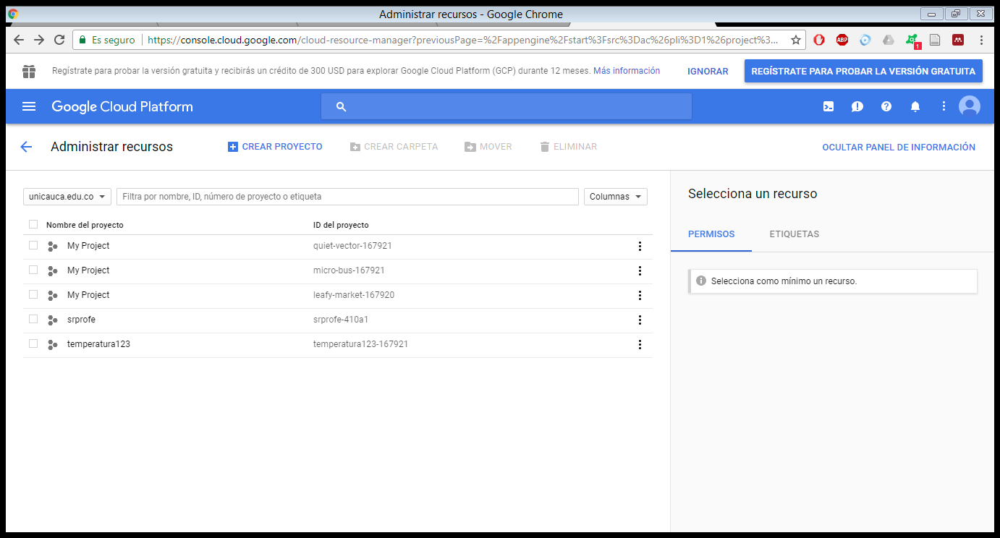 Administrar recursos - Google Chrome
Es seguro https://console.cloud.google.com/cloud-resource-manager?previousPage=%2Fappengine%2Fstart%3Fsrc%3Dac%26pli%3D1%26project%3...
ABP
1
Regístrate para probar la versión gratuita y recibirás un crédito de 300 USD para explorar Google Cloud Platform (GCP) durante 12 meses. Más información IGNORAR REGÍSTRATE PARA PROBAR LA VERSIÓN GRATUITA
Google Cloud Platform
Administrar recursos CREAR PROYECTO CREAR CARPETA MOVER ELIMINAR OCULTAR PANEL DE INFORMACIÓN
unicauca.edu.co Filtra por nombre, ID, número de proyecto o etiqueta Columnas
Nombre del proyecto ID del proyecto
My Project quiet-vector-167921
My Project micro-bus-167921
My Project leafy-market-167920
srprofe srprofe-410a1
temperatura123 temperatura123-167921
Selecciona un recurso
PERMISOS ETIQUETAS
Selecciona como mínimo un recurso.